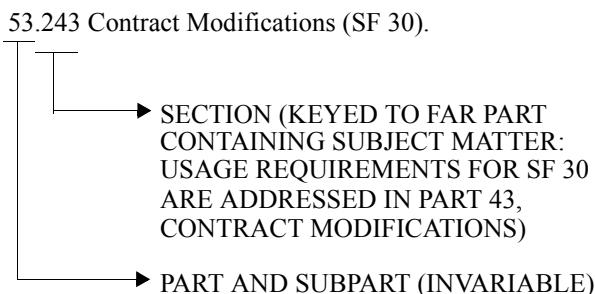 53.243 Contract Modifications (SF 30).
SECTION (KEYED TO FAR PART
CONTAINING SUBJECT MATTER:
USAGE REQUIREMENTS FOR SF 30
ARE ADDRESSED IN PART 43,
CONTRACT MODIFICATIONS)
PART AND SUBPART (INVARIABLE)